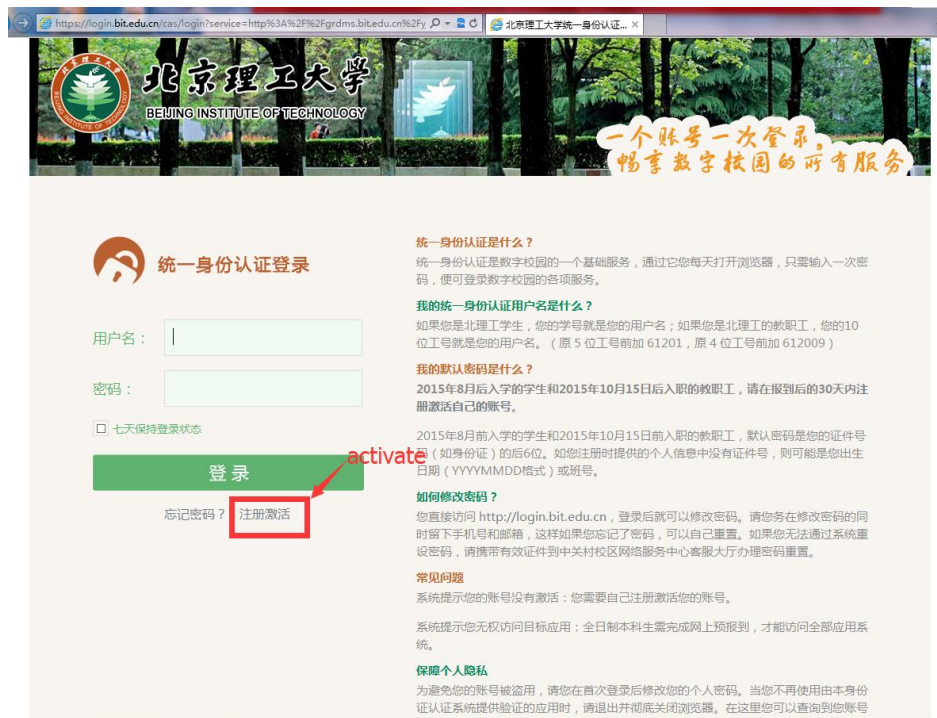 https://login.bit.edu.cn/cas/login?service=http%3A%2F%2Fgrdms.bit.edu.cn%2Fy
北京理工大学统一身份认证... ×
北京理工大学
BEIJING INSTITUTE OF TECHNOLOGY
一个账号一次登录。
畅享数字校园的所有服务
统一身份认证登录
用户名：
密码：
七天保持登录状态
登录
activate
忘记密码？ 注册激活
统一身份认证是什么？
统一身份认证是数字校园的一个基础服务，通过它您每天打开浏览器，只需输入一次密
码，便可登录数字校园的各项服务。
我的统一身份认证用户名是什么？
如果您是北理工学生，您的学号就是您的用户名；如果您是北理工的教职工，您的10
位工号就是您的用户名。（原 5 位工号前加 61201，原 4 位工号前加 612009）
我的默认密码是什么？
2015年8月后入学的学生和2015年10月15日后入职的教职工，请在报到后的30天内注
册激活自己的账号。
2015年8月前入学的学生和2015年10月15日前入职的教职工，默认密码是您的证件号
码（如身份证）的后6位。如您注册时提供的个人信息中没有证件号，则可能是您出生
日期（YYYYMMDD格式）或班号。
如何修改密码？
您直接访问 http://login.bit.edu.cn，登录后就可以修改密码。请您务在修改密码的同
时留下手机号和邮箱，这样如果您忘记了密码，可以自己重置。如果您无法通过系统重
设密码，请携带有效证件到中关村校区网络服务中心客服大厅办理密码重置。
常见问题
系统提示您的账号没有激活：您需要自己注册激活您的账号。
系统提示您无权访问目标应用：全日制本科生需完成网上预报到，才能访问全部应用系
统。
保障个人隐私
为避免您的账号被盗用，请您在首次登录后修改您的个人密码。当您不再使用由本身份
证认证系统提供验证的应用时，请退出并彻底关闭浏览器。在这里您可以查询到您账号